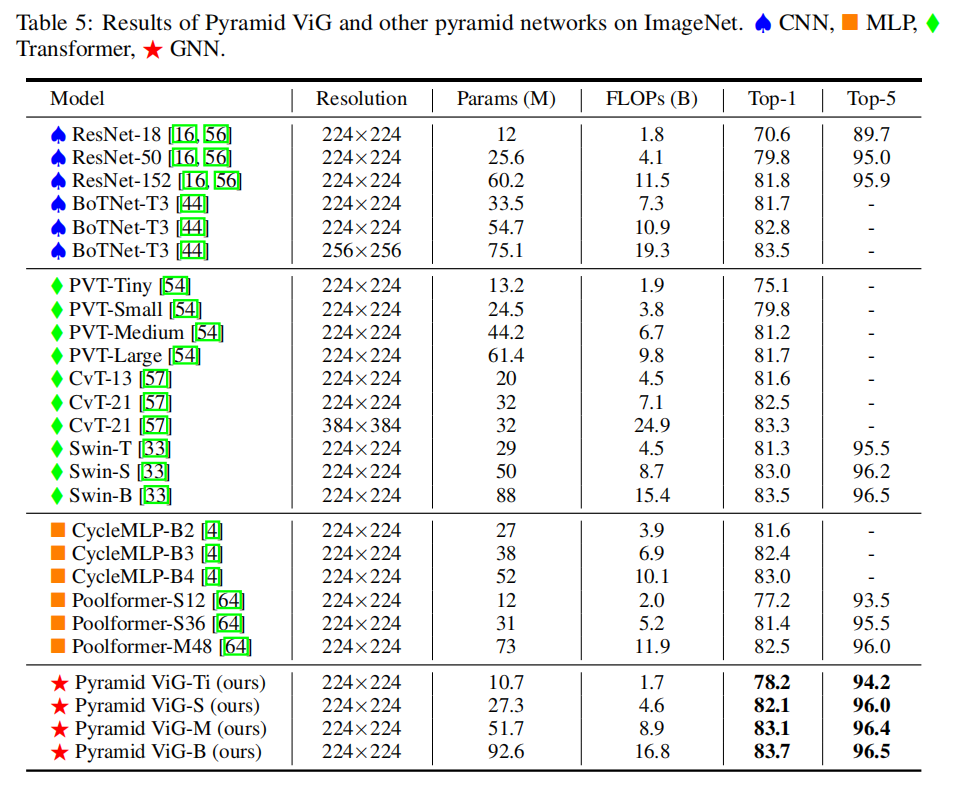 Table 5: Results of Pyramid ViG and other pyramid networks on ImageNet. ♠ CNN, ■ MLP, ♦
Transformer, ★ GNN.
Model Resolution Params (M) FLOPs (B) Top-1 Top-5
♠ ResNet-18 [16, 56] 224×224 12 1.8 70.6 89.7
♠ ResNet-50 [16, 56] 224×224 25.6 4.1 79.8 95.0
♠ ResNet-152 [16, 56] 224×224 60.2 11.5 81.8 95.9
♠ BoTNet-T3 [44] 224×224 33.5 7.3 81.7 -
♠ BoTNet-T3 [44] 224×224 54.7 10.9 82.8 -
♠ BoTNet-T3 [44] 256×256 75.1 19.3 83.5 -
♦ PVT-Tiny [54] 224×224 13.2 1.9 75.1 -
♦ PVT-Small [54] 224×224 24.5 3.8 79.8 -
♦ PVT-Medium [54] 224×224 44.2 6.7 81.2 -
♦ PVT-Large [54] 224×224 61.4 9.8 81.7 -
♦ CvT-13 [57] 224×224 20 4.5 81.6 -
♦ CvT-21 [57] 224×224 32 7.1 82.5 -
♦ CvT-21 [57] 384×384 32 24.9 83.3 -
♦ Swin-T [33] 224×224 29 4.5 81.3 95.5
♦ Swin-S [33] 224×224 50 8.7 83.0 96.2
♦ Swin-B [33] 224×224 88 15.4 83.5 96.5
■ CycleMLP-B2 [4] 224×224 27 3.9 81.6 -
■ CycleMLP-B3 [4] 224×224 38 6.9 82.4 -
■ CycleMLP-B4 [4] 224×224 52 10.1 83.0 -
■ Poolformer-S12 [64] 224×224 12 2.0 77.2 93.5
■ Poolformer-S36 [64] 224×224 31 5.2 81.4 95.5
■ Poolformer-M48 [64] 224×224 73 11.9 82.5 96.0
★ Pyramid ViG-Ti (ours) 224×224 10.7 1.7 78.2 94.2
★ Pyramid ViG-S (ours) 224×224 27.3 4.6 82.1 96.0
★ Pyramid ViG-M (ours) 224×224 51.7 8.9 83.1 96.4
★ Pyramid ViG-B (ours) 224×224 92.6 16.8 83.7 96.5